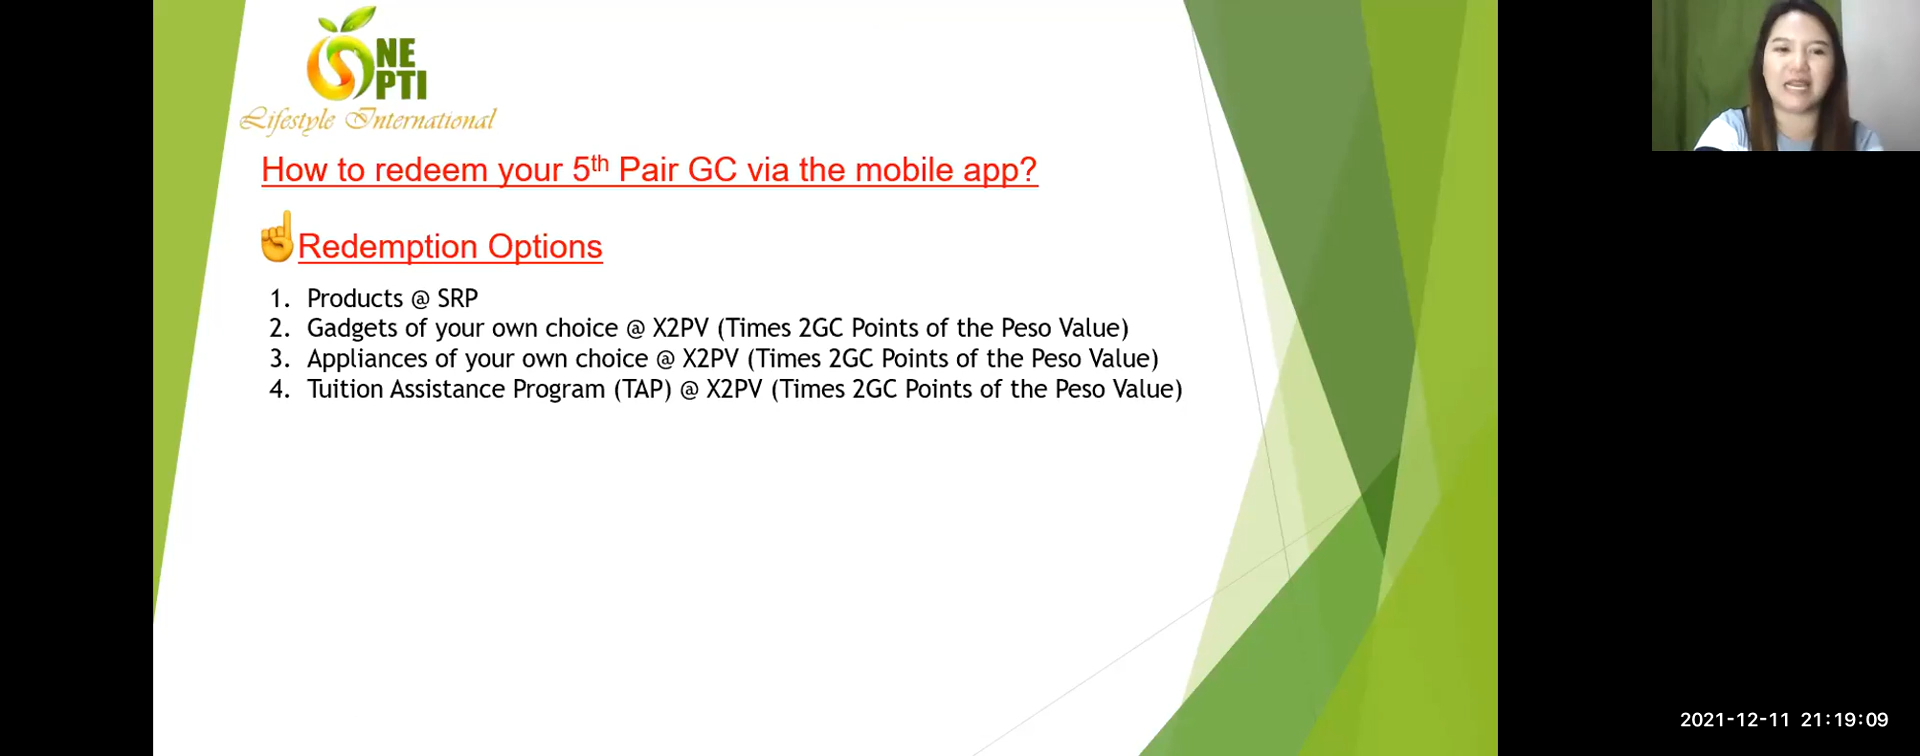 NE
PTI
Lifestyle International
How to redeem your 5th Pair GC via the mobile app?
☝Redemption Options
1. Products @ SRP
2. Gadgets of your own choice @ X2PV (Times 2GC Points of the Peso Value)
3. Appliances of your own choice @ X2PV (Times 2GC Points of the Peso Value)
4. Tuition Assistance Program (TAP) @ X2PV (Times 2GC Points of the Peso Value)
2021-12-11 21:19:09